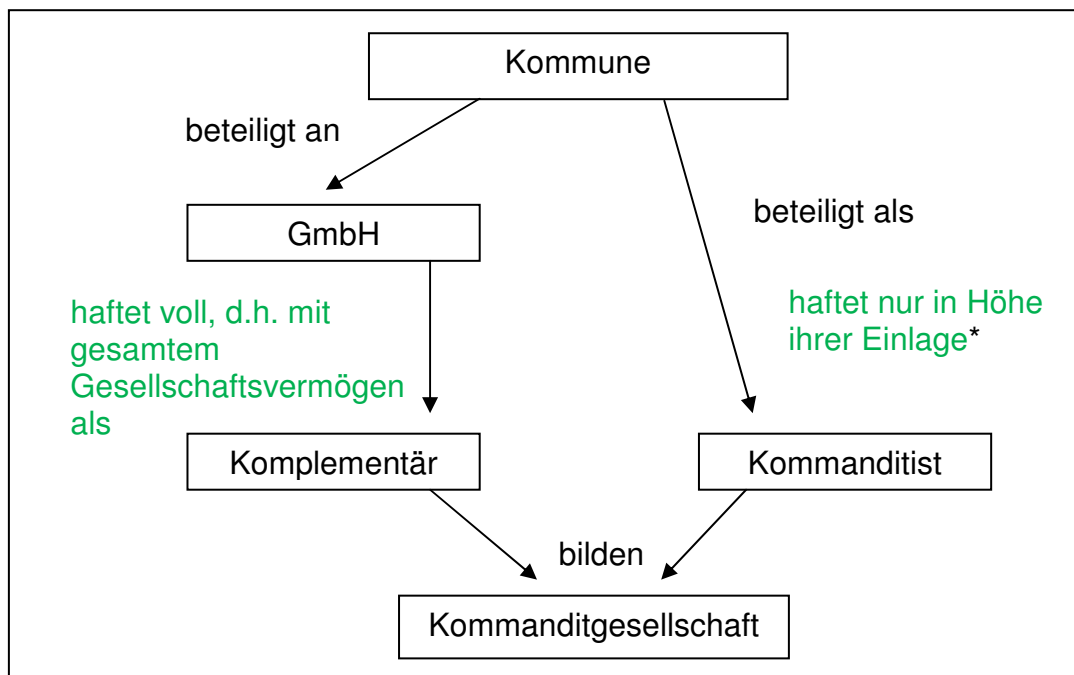 Kommune
beteiligt an
GmbH
beteiligt als
haftet voll, d.h. mit
gesamtem
Gesellschaftsvermögen
als
haftet nur in Höhe
ihrer Einlage*
Komplementär
Kommanditist
bilden
Kommanditgesellschaft